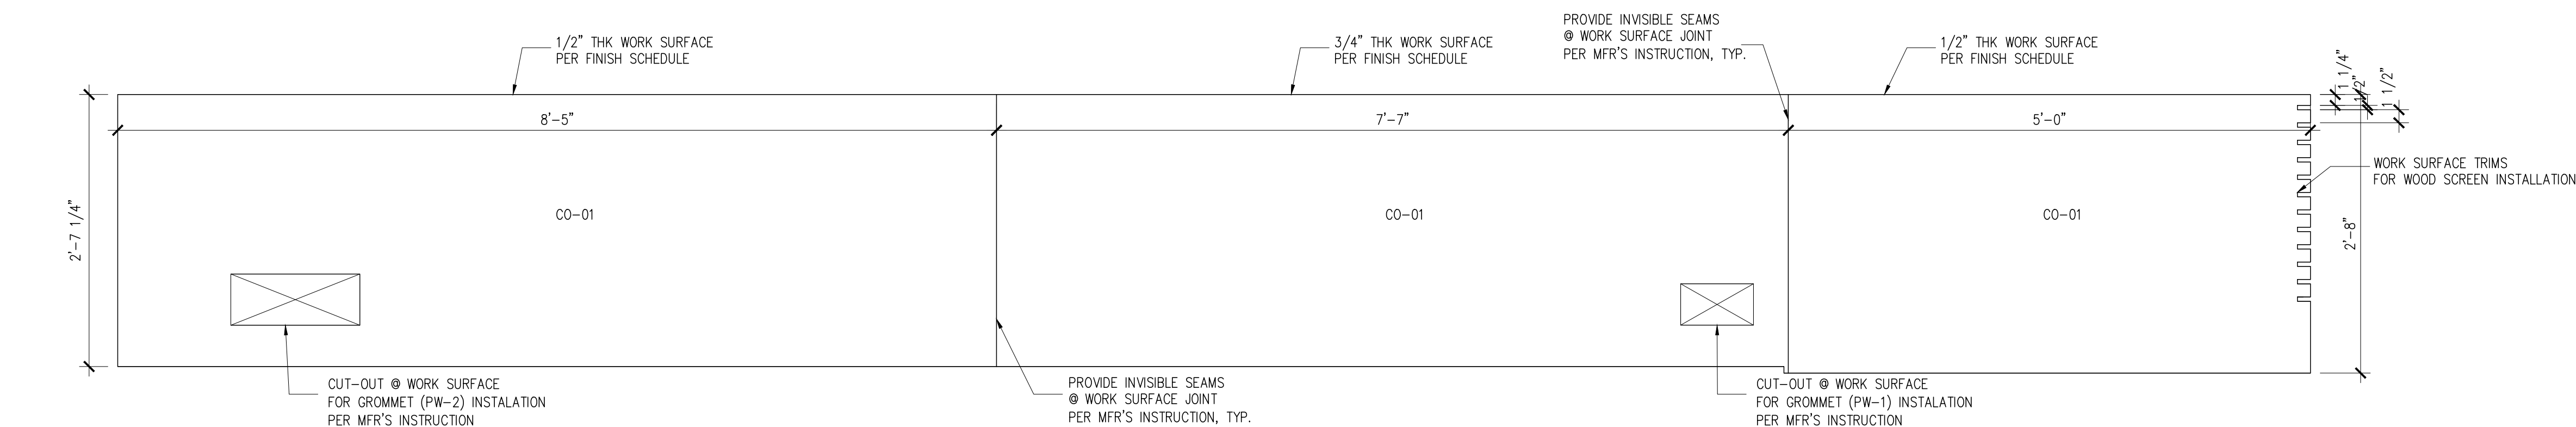 PROVIDE INVISIBLE SEAMS
@ WORK SURFACE JOINT
PER MFR'S INSTRUCTION, TYP.
1/2" THK WORK SURFACE
PER FINISH SCHEDULE
3/4" THK WORK SURFACE
PER FINISH SCHEDULE
1/2" THK WORK SURFACE
PER FINISH SCHEDULE
1 1/4"
1/2"
1 1/2"
8'-5"
7'-7"
5'-0"
WORK SURFACE TRIMS
FOR WOOD SCREEN INSTALLATION
2'-7 1/4"
CO-01
CO-01
CO-01
2'-8"
CUT-OUT @ WORK SURFACE
FOR GROMMET (PW-2) INSTALATION
PER MFR'S INSTRUCTION
PROVIDE INVISIBLE SEAMS
@ WORK SURFACE JOINT
PER MFR'S INSTRUCTION, TYP.
CUT-OUT @ WORK SURFACE
FOR GROMMET (PW-1) INSTALATION
PER MFR'S INSTRUCTION